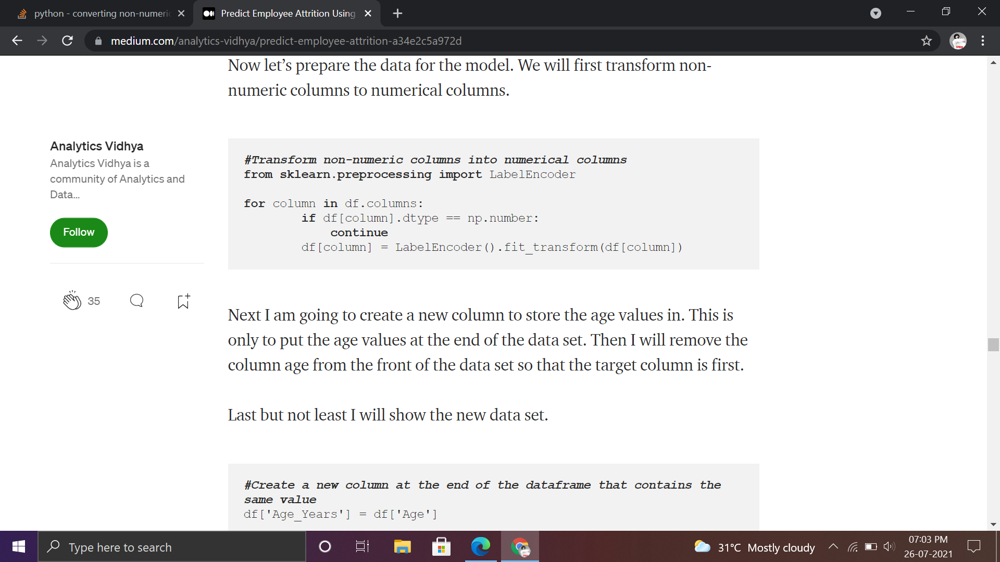 python - converting non-numeric
Predict Employee Attrition Using
medium.com/analytics-vidhya/predict-employee-attrition-a34e2c5a972d
Now let’s prepare the data for the model. We will first transform non-
numeric columns to numerical columns.
Analytics Vidhya
Analytics Vidhya is a
community of Analytics and
Data...
Follow
35
#Transform non-numeric columns into numerical columns
from sklearn.preprocessing import LabelEncoder
for column in df.columns:
if df[column].dtype == np.number:
continue
df[column] = LabelEncoder().fit_transform(df[column])
Next I am going to create a new column to store the age values in. This is
only to put the age values at the end of the data set. Then I will remove the
column age from the front of the data set so that the target column is first.
Last but not least I will show the new data set.
#Create a new column at the end of the dataframe that contains the
same value
df['Age_Years'] = df['Age']
Type here to search
31°C Mostly cloudy
07:03 PM
26-07-2021